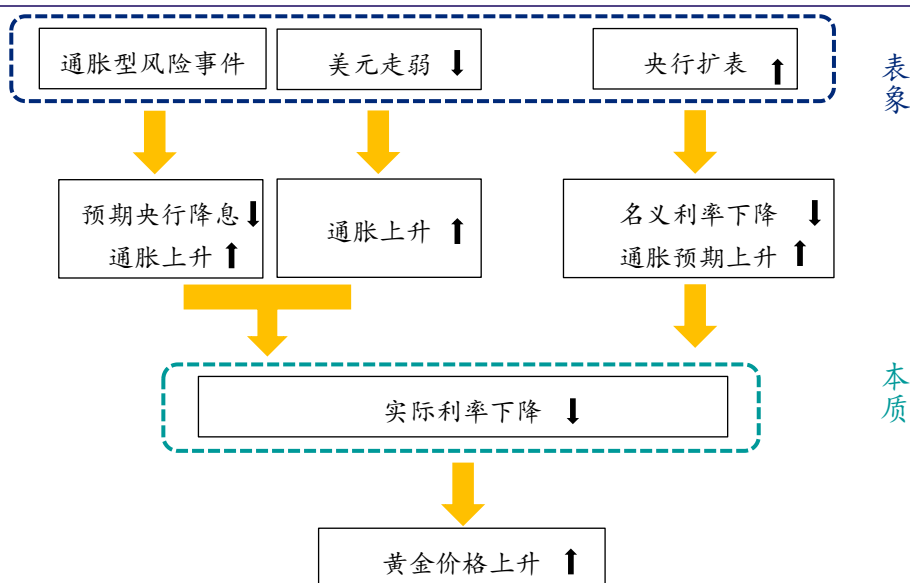 通胀型风险事件
美元走弱
央行扩表
表象
预期央行降息
通胀上升
通胀上升
名义利率下降
通胀预期上升
实际利率下降
本质
黄金价格上升